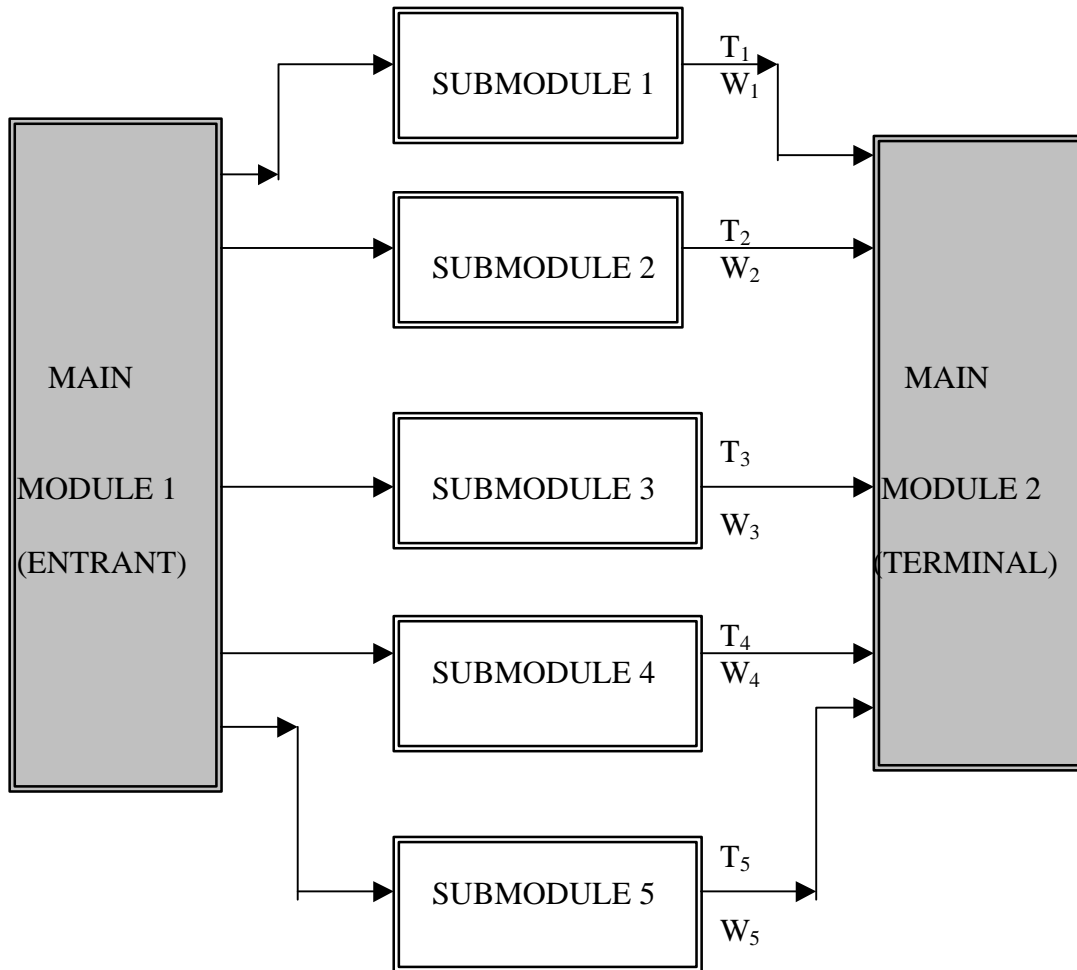 T₁
SUBMODULE 1
W₁
T₂
SUBMODULE 2
W₂
MAIN
MODULE 1
(ENTRANT)
MAIN
MODULE 2
(TERMINAL)
T₃
SUBMODULE 3
W₃
T₄
SUBMODULE 4
W₄
T₅
SUBMODULE 5
W₅